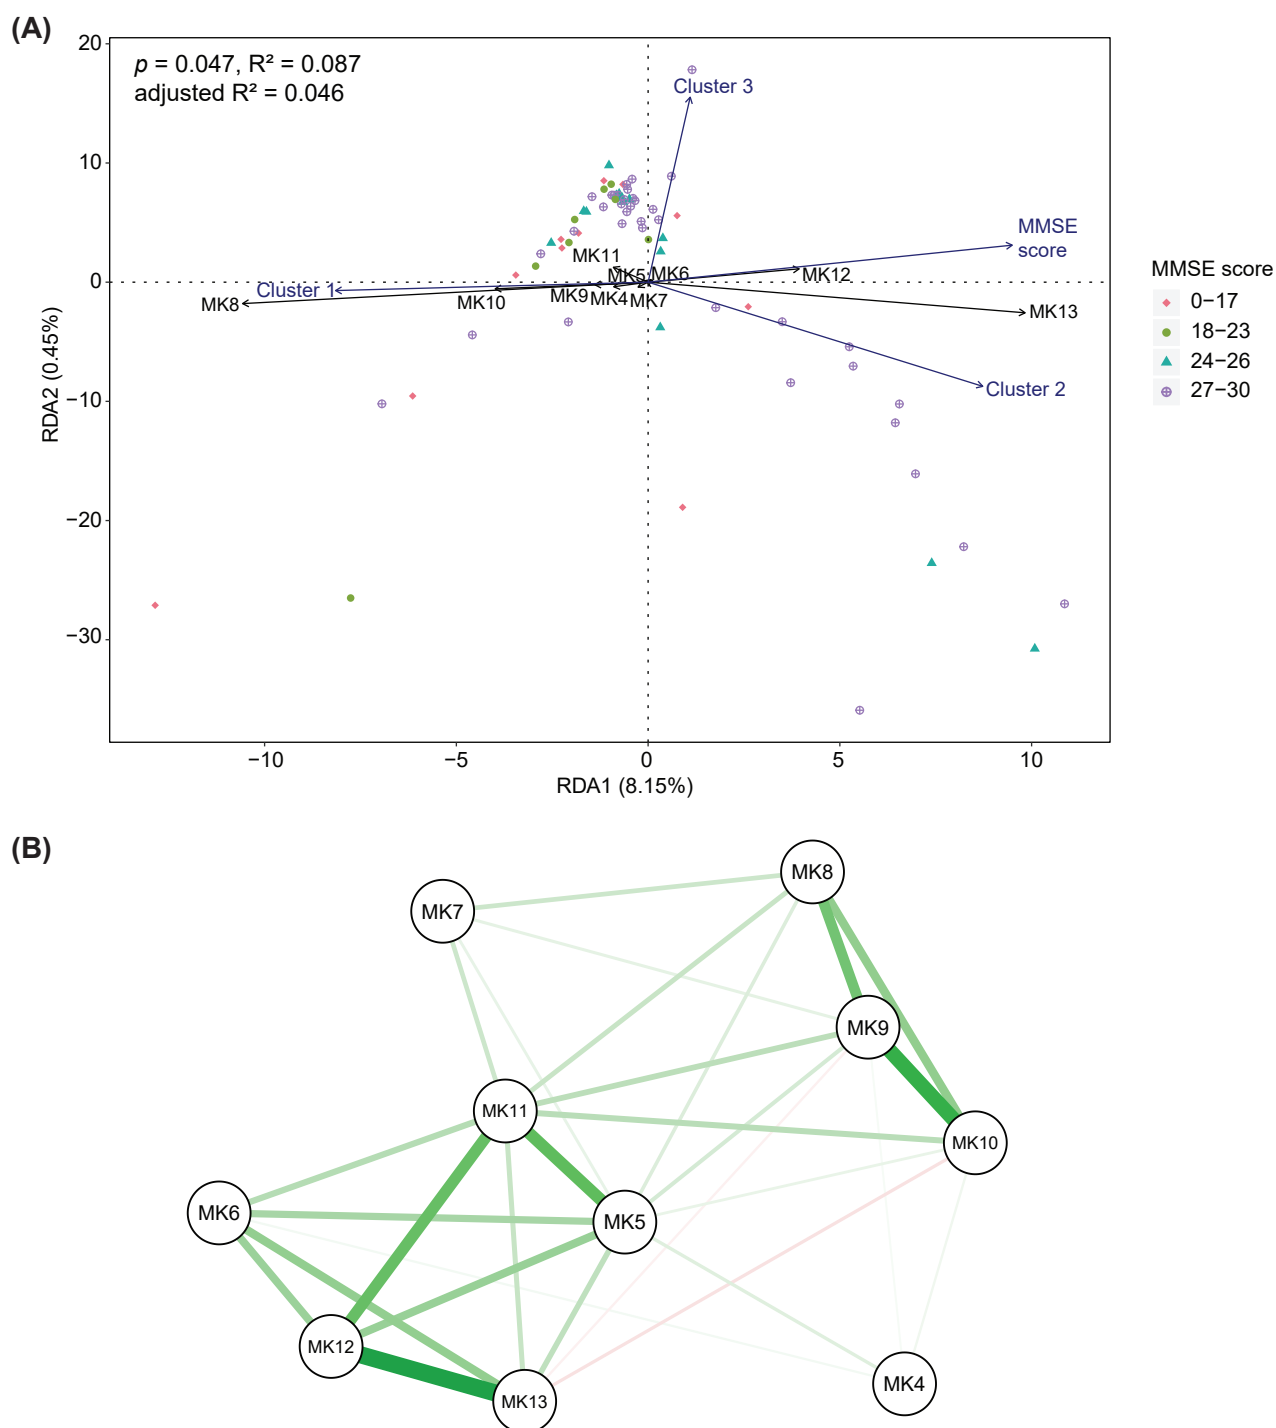 (A)
p = 0.047, R² = 0.087
adjusted R² = 0.046
20
10
0
−10
−20
−30
RDA2 (0.45%)
Cluster 3
MMSE
score
MK11
MK5
MK6
MK12
Cluster 1
MK8
MK10
MK9
MK4
MK7
MK13
Cluster 2
−10
−5
0
5
10
RDA1 (8.15%)
MMSE score
0−17
18−23
24−26
27−30
(B)
MK8
MK7
MK9
MK11
MK10
MK6
MK5
MK12
MK4
MK13